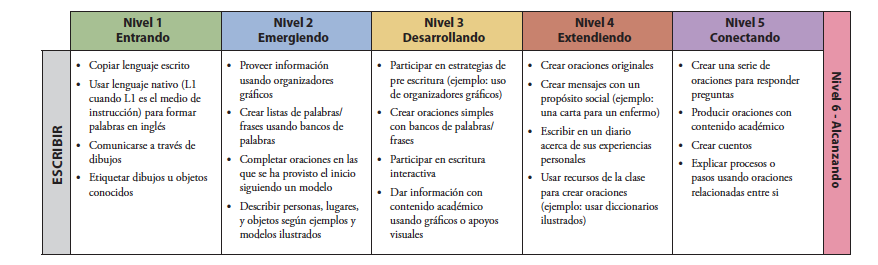 Nivel 1
Entrando
Nivel 2
Emergiendo
Nivel 3
Desarrollando
Nivel 4
Extendiendo
Nivel 5
Conectando
ESCRIBIR
• Copiar lenguaje escrito
• Usar lenguaje nativo (L1
cuando L1 es el medio de
instrucción) para formar
palabras en inglés
• Comunicarse a través de
dibujos
• Etiquetar dibujos u objetos
conocidos
• Proveer información
usando organizadores
gráficos
• Crear listas de palabras/
frases usando bancos de
palabras
• Completar oraciones en las
que se ha provisto el inicio
siguiendo un modelo
• Describir personas, lugares,
y objetos según ejemplos y
modelos ilustrados
• Participar en estrategias de
pre escritura (ejemplo: uso
de organizadores gráficos)
• Crear oraciones simples
con bancos de palabras/
frases
• Participar en escritura
interactiva
• Dar información con
contenido académico
usando gráficos o apoyos
visuales
• Crear oraciones originales
• Crear mensajes con un
propósito social (ejemplo:
una carta para un enfermo)
• Escribir en un diario
acerca de sus experiencias
personales
• Usar recursos de la clase
para crear oraciones
(ejemplo: usar diccionarios
ilustrados)
• Crear una serie de
oraciones para responder
preguntas
• Producir oraciones con
contenido académico
• Crear cuentos
• Explicar procesos o
pasos usando oraciones
relacionadas entre si
Nivel 6 - Alcanzando